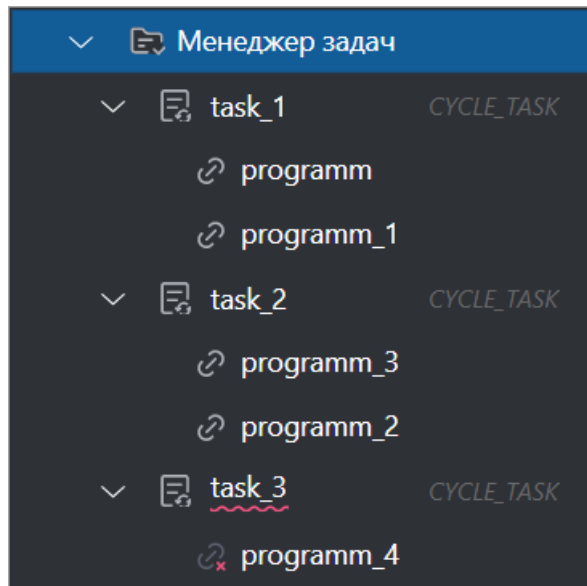 Менеджер задач
task_1 CYCLE_TASK
programm
programm_1
task_2 CYCLE_TASK
programm_3
programm_2
task_3 CYCLE_TASK
programm_4